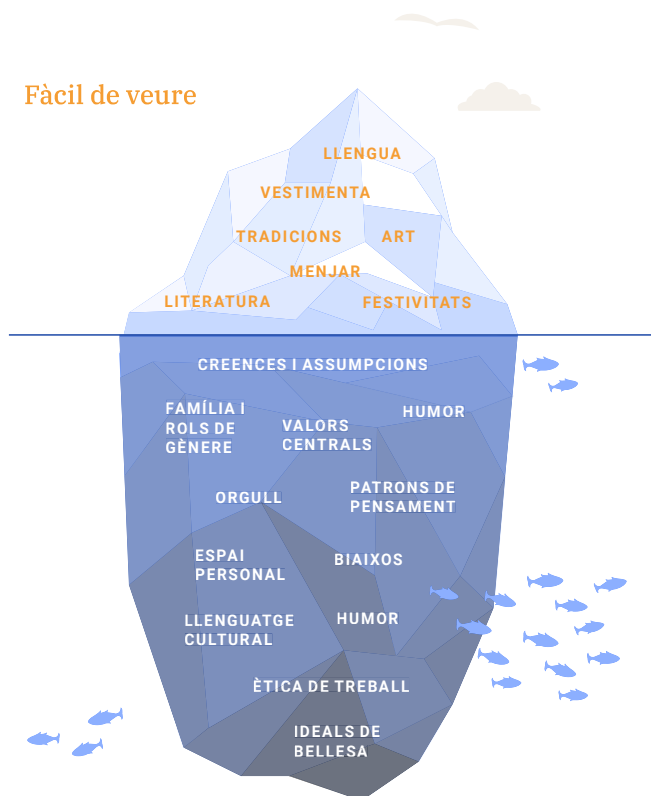 Fàcil de veure
LLENGUA
VESTIMENTA
TRADICIONS
ART
MENJAR
LITERATURA
FESTIVITATS
CREENCES I ASSUMPCIONS
FAMÍLIA I
ROLS DE
GÈNERE
VALORS
CENTRALS
HUMOR
ORGULL
PATRONS DE
PENSAMENT
ESPAI
PERSONAL
BIAIXOS
LLENGUATGE
CULTURAL
HUMOR
ÈTICA DE TREBALL
IDEALS DE
BELLESA